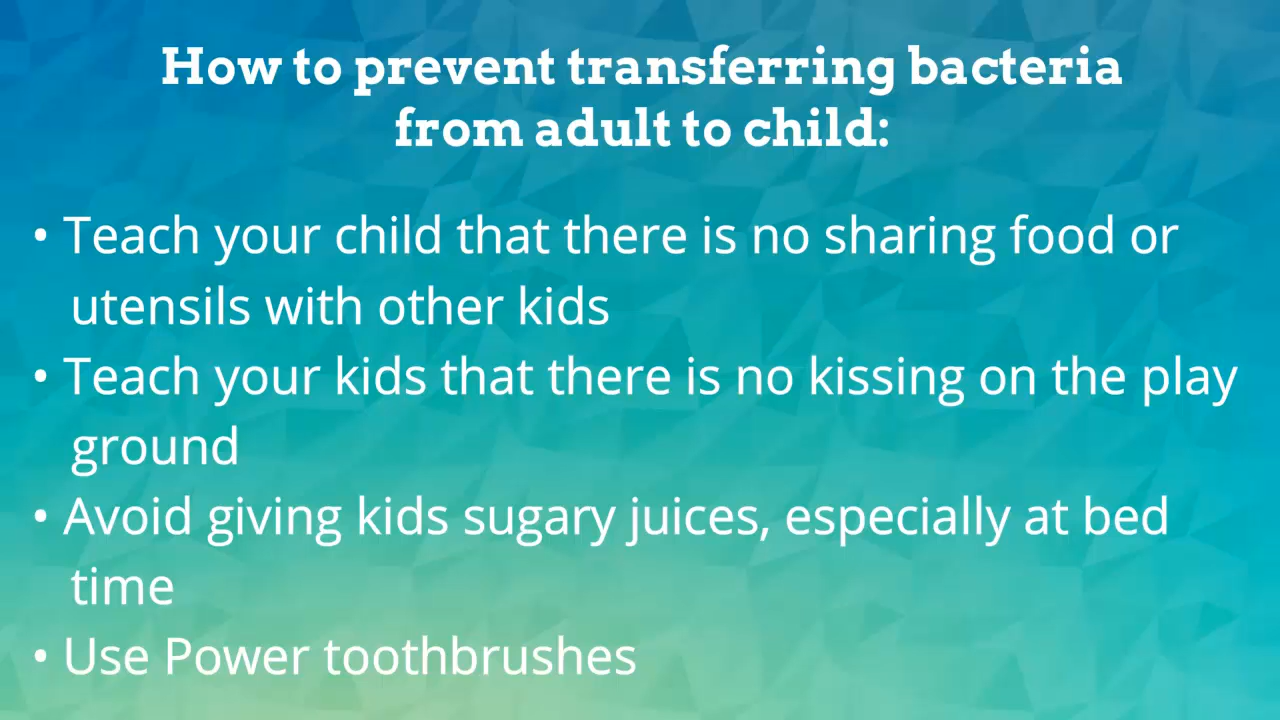 How to prevent transferring bacteria
from adult to child:
• Teach your child that there is no sharing food or
utensils with other kids
• Teach your kids that there is no kissing on the play
ground
• Avoid giving kids sugary juices, especially at bed
time
• Use Power toothbrushes